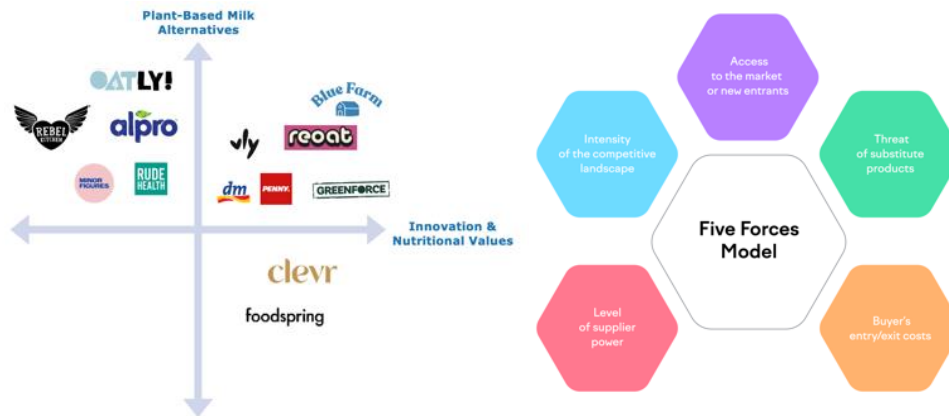 Plant-Based Milk
Alternatives
OATLY!
Blue Farm
REBEL
KITCHEN
alpro
vly
reoat
MINOR
FIGURES
RUDE
HEALTH
dm
PENNY.
GREENFORCE
Innovation &
Nutritional Values
clevr
foodspring
Access
to the market
or new entrants
Intensity
of the competitive
landscape
Threat
of substitute
products
Five Forces
Model
Level
of supplier
power
Buyer's
entry/exit costs